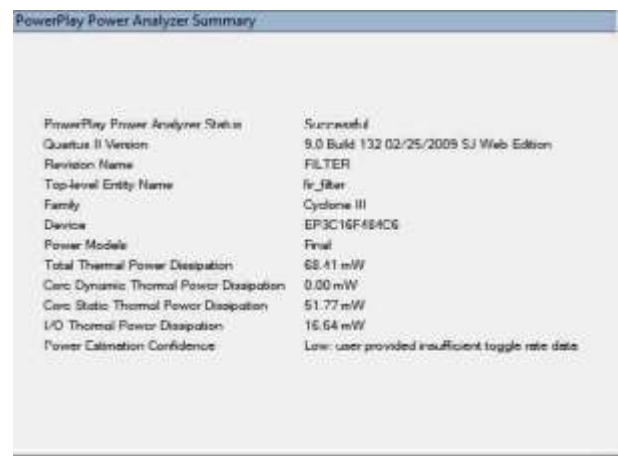 PowerPlay Power Analyzer Summary
PowerPlay Power Analyzer Status Successful
Quartus II Version 9.0 Build 132 02/25/2009 SJ Web Edition
Revision Name FILTER
Top-level Entity Name fir_filter
Family Cyclone III
Device EP3C16F484C6
Power Models Final
Total Thermal Power Dissipation 68.41 mW
Core Dynamic Thermal Power Dissipation 0.00 mW
Core Static Thermal Power Dissipation 51.77 mW
I/O Thermal Power Dissipation 16.64 mW
Power Estimation Confidence Low: user provided insufficient toggle rate data